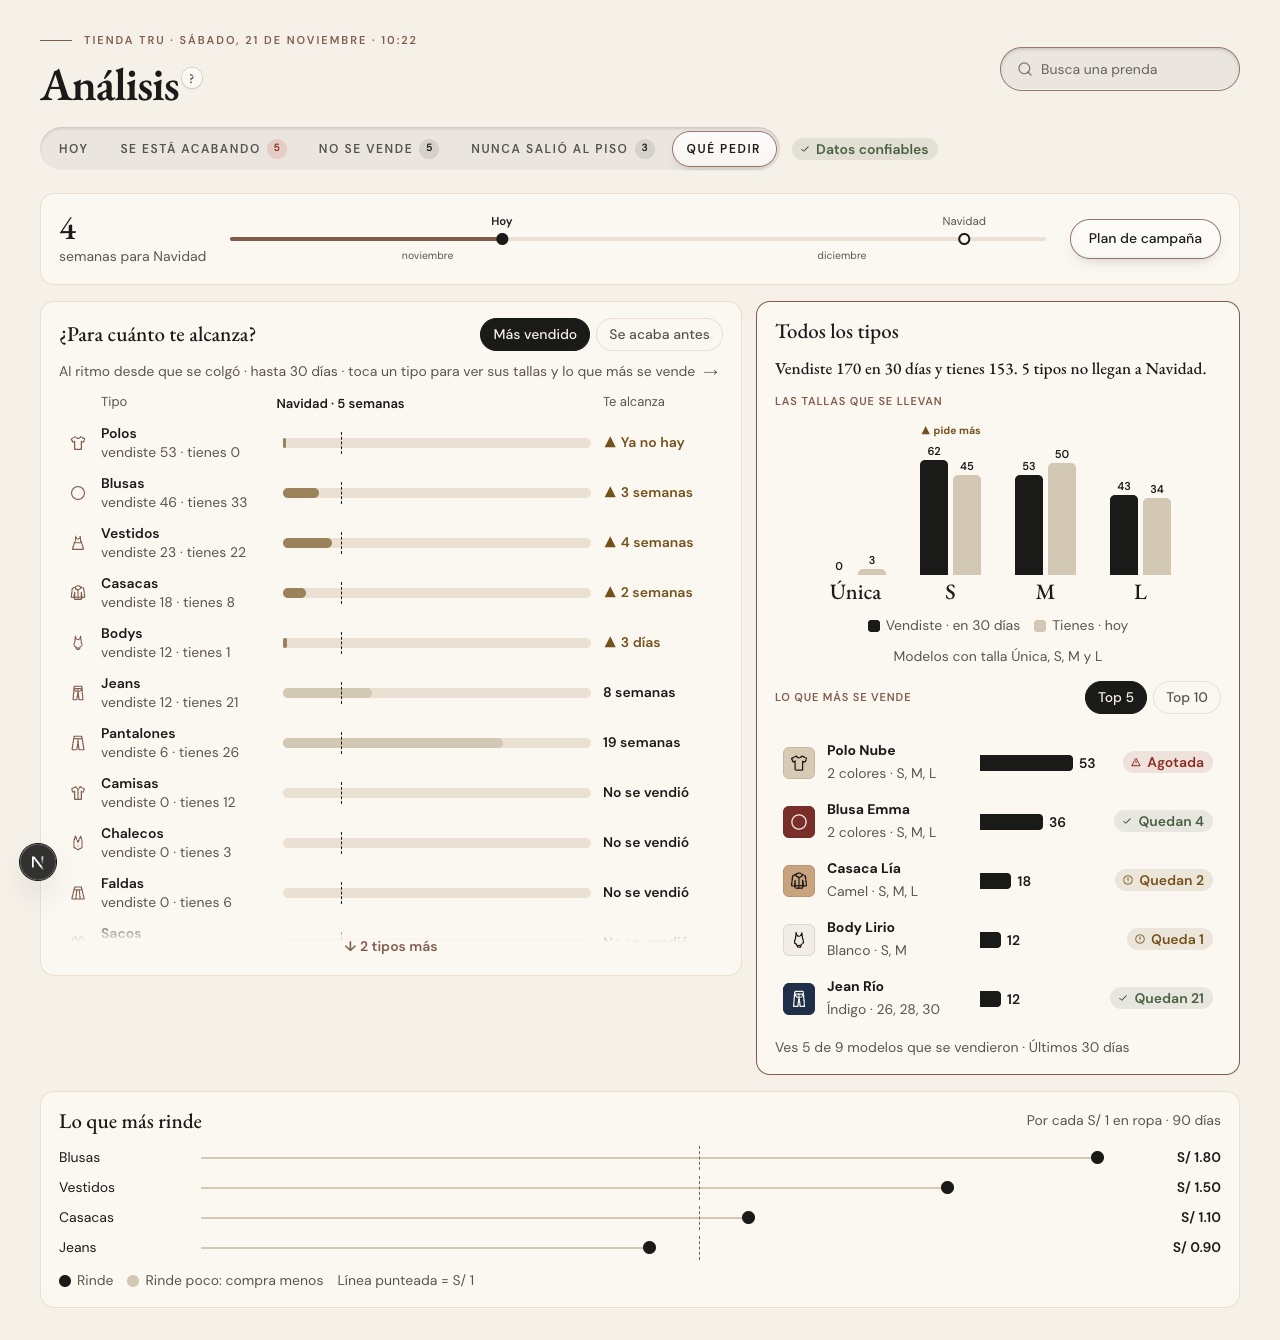 TIENDA TRU · SÁBADO, 21 DE NOVIEMBRE · 10:22
Análisis ?
Busca una prenda
HOY SE ESTÁ ACABANDO 5 NO SE VENDE 5 NUNCA SALIÓ AL PISO 3 QUÉ PEDIR Datos confiables
4
semanas para Navidad
Hoy Navidad
noviembre diciembre
Plan de campaña
¿Para cuánto te alcanza? Más vendido Se acaba antes
Al ritmo desde que se colgó · hasta 30 días · toca un tipo para ver sus tallas y lo que más se vende →
Tipo Navidad · 5 semanas Te alcanza
Polos
vendiste 53 · tienes 0
Ya no hay
Blusas
vendiste 46 · tienes 33
3 semanas
Vestidos
vendiste 23 · tienes 22
4 semanas
Casacas
vendiste 18 · tienes 8
2 semanas
Bodys
vendiste 12 · tienes 1
3 días
Jeans
vendiste 12 · tienes 21
8 semanas
Pantalones
vendiste 6 · tienes 26
19 semanas
Camisas
vendiste 0 · tienes 12
No se vendió
Chalecos
vendiste 0 · tienes 3
No se vendió
Faldas
vendiste 0 · tienes 6
No se vendió
Sacos
No se vendió
↓ 2 tipos más
Todos los tipos
Vendiste 170 en 30 días y tienes 153. 5 tipos no llegan a Navidad.
LAS TALLAS QUE SE LLEVAN
▲ pide más
0 3 62 45 53 50 43 34
Única S M L
Vendiste · en 30 días Tienes · hoy
Modelos con talla Única, S, M y L
LO QUE MÁS SE VENDE Top 5 Top 10
Polo Nube
2 colores · S, M, L
53 Agotada
Blusa Emma
2 colores · S, M, L
36 Quedan 4
Casaca Lía
Camel · S, M, L
18 Quedan 2
Body Lirio
Blanco · S, M
12 Queda 1
Jean Río
Índigo · 26, 28, 30
12 Quedan 21
Ves 5 de 9 modelos que se vendieron · Últimos 30 días
N
Lo que más rinde Por cada S/ 1 en ropa · 90 días
Blusas S/ 1.80
Vestidos S/ 1.50
Casacas S/ 1.10
Jeans S/ 0.90
Rinde Rinde poco: compra menos Línea punteada = S/ 1